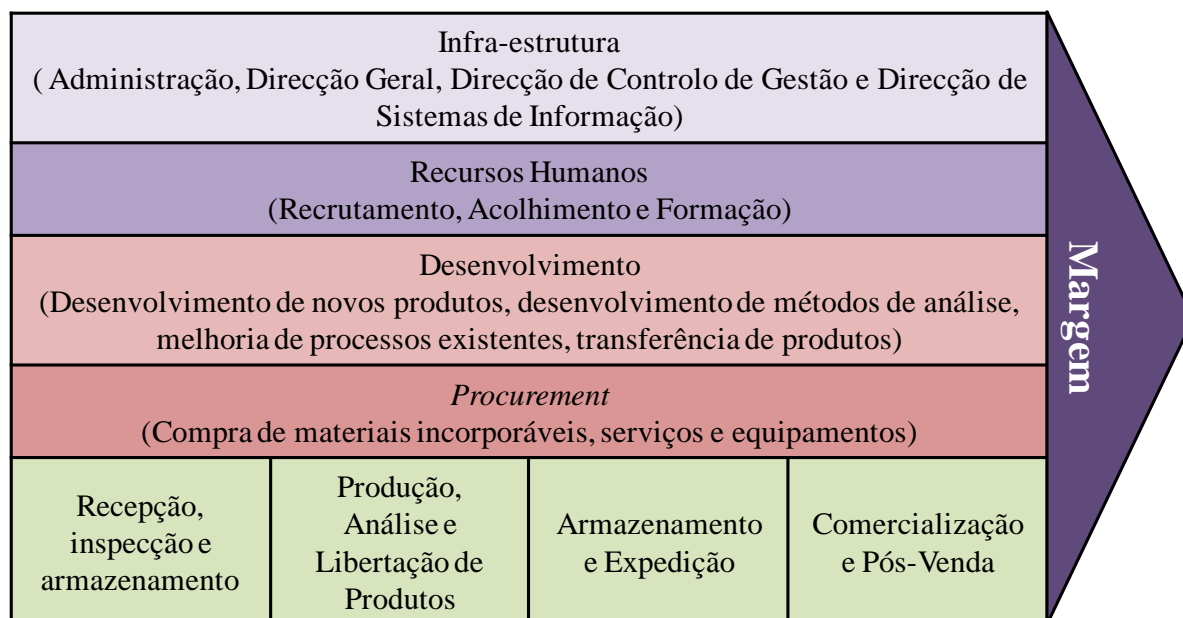 Infra-estrutura
( Administração, Direcção Geral, Direcção de Controlo de Gestão e Direcção de
Sistemas de Informação)
Recursos Humanos
(Recrutamento, Acolhimento e Formação)
Desenvolvimento
(Desenvolvimento de novos produtos, desenvolvimento de métodos de análise,
melhoria de processos existentes, transferência de produtos)
Procurement
(Compra de materiais incorporáveis, serviços e equipamentos)
Recepção,
inspecção e
armazenamento
Produção,
Análise e
Libertação de
Produtos
Armazenamento
e Expedição
Comercialização
e Pós-Venda
Margem